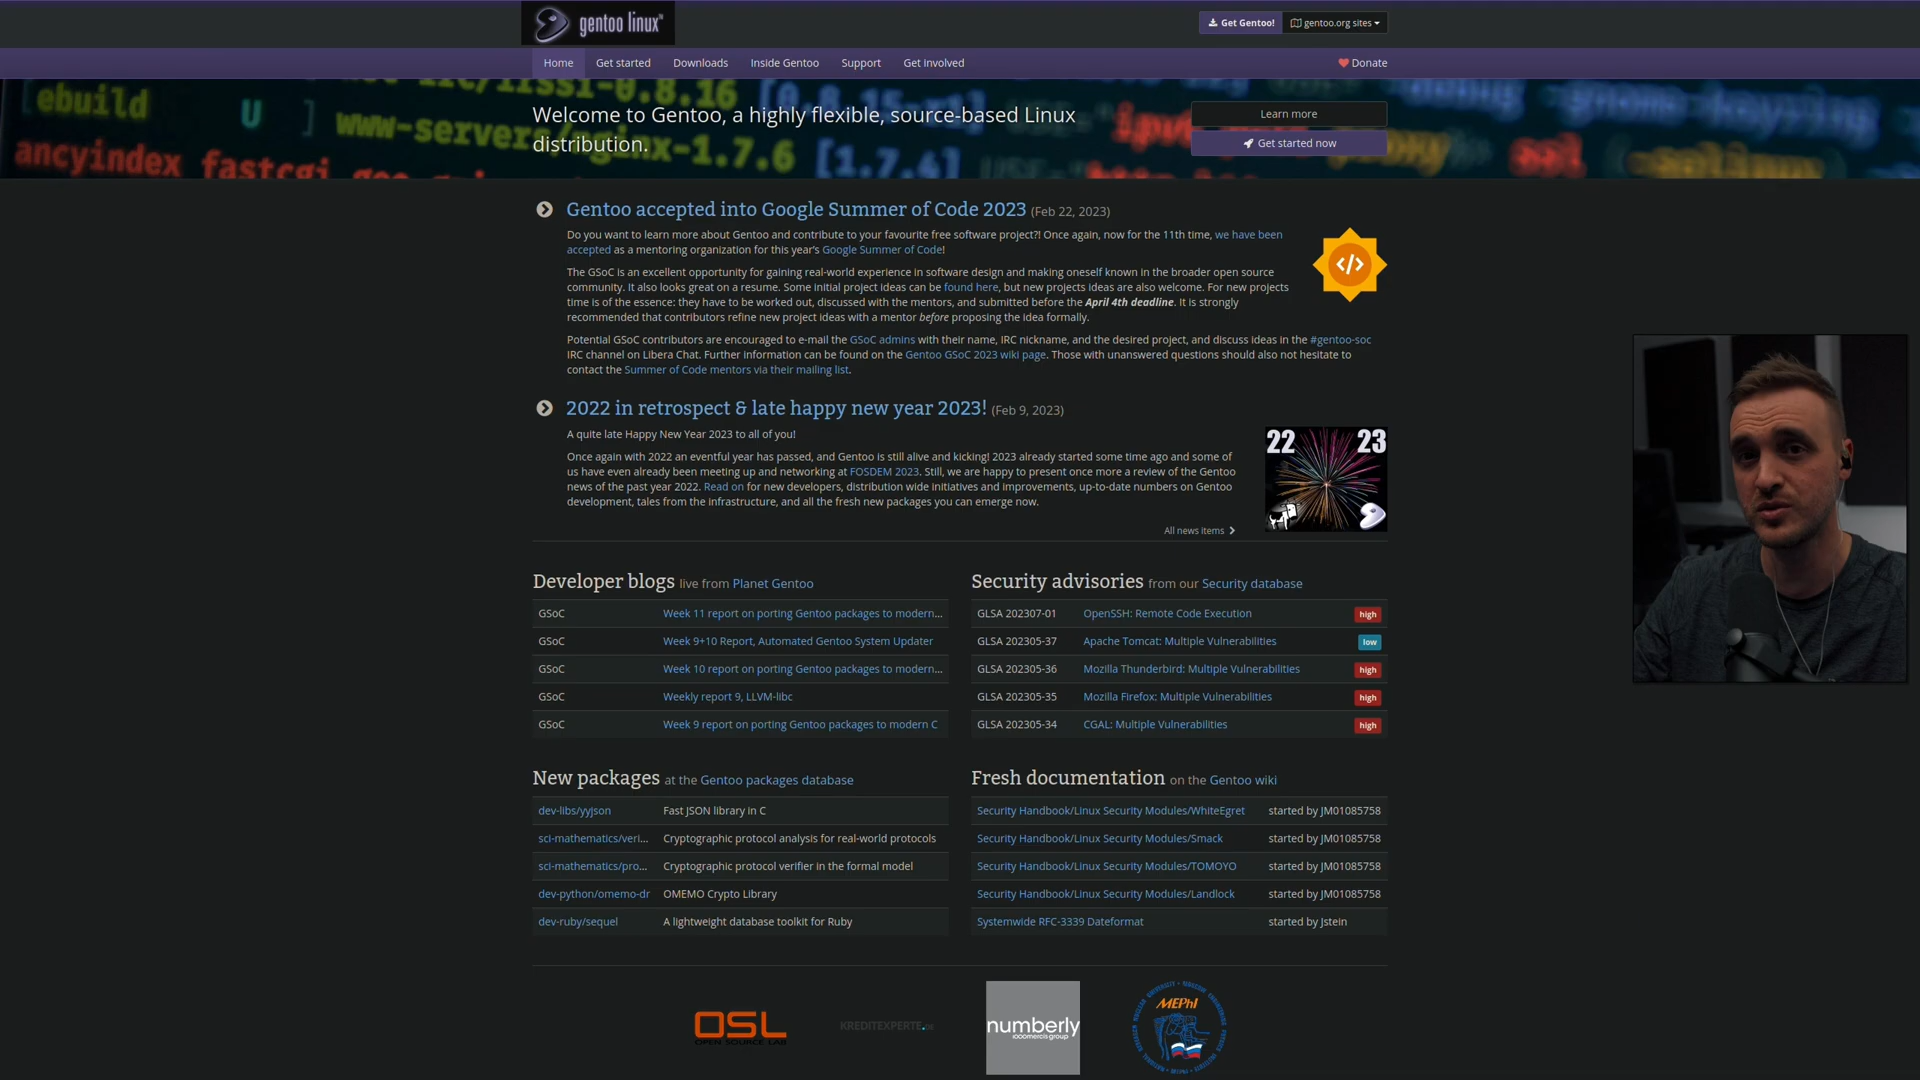 gentoo linux
Get Gentoo!
gentoo.org sites
Home
Get started
Downloads
Inside Gentoo
Support
Get involved
Donate
ebuild
U
]
www-server
nginx-1.7.6
[1.7.4]
ancyindex fastcgi
Welcome to Gentoo, a highly flexible, source-based Linux
distribution.
Learn more
Get started now
Gentoo accepted into Google Summer of Code 2023 (Feb 22, 2023)
Do you want to learn more about Gentoo and contribute to your favourite free software project?! Once again, now for the 11th time, we have been
accepted as a mentoring organization for this year's Google Summer of Code!
The GSoC is an excellent opportunity for gaining real-world experience in software design and making oneself known in the broader open source
community. It also looks great on a resume. Some initial project ideas can be found here, but new projects ideas are also welcome. For new projects
time is of the essence: they have to be worked out, discussed with the mentors, and submitted before the April 4th deadline. It is strongly
recommended that contributors refine new project ideas with a mentor before proposing the idea formally.
Potential GSoC contributors are encouraged to e-mail the GSoC admins with their name, IRC nickname, and the desired project, and discuss ideas in the #gentoo-soc
IRC channel on Libera Chat. Further information can be found on the Gentoo GSoC 2023 wiki page. Those with unanswered questions should also not hesitate to
contact the Summer of Code mentors via their mailing list.
2022 in retrospect & late happy new year 2023! (Feb 9, 2023)
A quite late Happy New Year 2023 to all of you!
Once again with 2022 an eventful year has passed, and Gentoo is still alive and kicking! 2023 already started some time ago and some of
us have even already been meeting up and networking at FOSDEM 2023. Still, we are happy to present once more a review of the Gentoo
news of the past year 2022. Read on for new developers, distribution wide initiatives and improvements, up-to-date numbers on Gentoo
development, tales from the infrastructure, and all the fresh new packages you can emerge now.
22 23
All news items
Developer blogs live from Planet Gentoo
GSoC Week 11 report on porting Gentoo packages to modern...
GSoC Week 9+10 Report, Automated Gentoo System Updater
GSoC Week 10 report on porting Gentoo packages to modern...
GSoC Weekly report 9, LLVM-libc
GSoC Week 9 report on porting Gentoo packages to modern C
Security advisories from our Security database
GLSA 202307-01 OpenSSH: Remote Code Execution high
GLSA 202305-37 Apache Tomcat: Multiple Vulnerabilities low
GLSA 202305-36 Mozilla Thunderbird: Multiple Vulnerabilities high
GLSA 202305-35 Mozilla Firefox: Multiple Vulnerabilities high
GLSA 202305-34 CGAL: Multiple Vulnerabilities high
New packages at the Gentoo packages database
dev-libs/yyjson Fast JSON library in C
sci-mathematics/veri... Cryptographic protocol analysis for real-world protocols
sci-mathematics/pro... Cryptographic protocol verifier in the formal model
dev-python/omemo-dr OMEMO Crypto Library
dev-ruby/sequel A lightweight database toolkit for Ruby
Fresh documentation on the Gentoo wiki
Security Handbook/Linux Security Modules/WhiteEgret started by JM01085758
Security Handbook/Linux Security Modules/Smack started by JM01085758
Security Handbook/Linux Security Modules/TOMOYO started by JM01085758
Security Handbook/Linux Security Modules/Landlock started by JM01085758
Systemwide RFC-3339 Dateformat started by Jstein
OSL
OPEN SOURCE LAB
KREDITEXPERTE.DE
numberly
1000mercis group
MEPhI